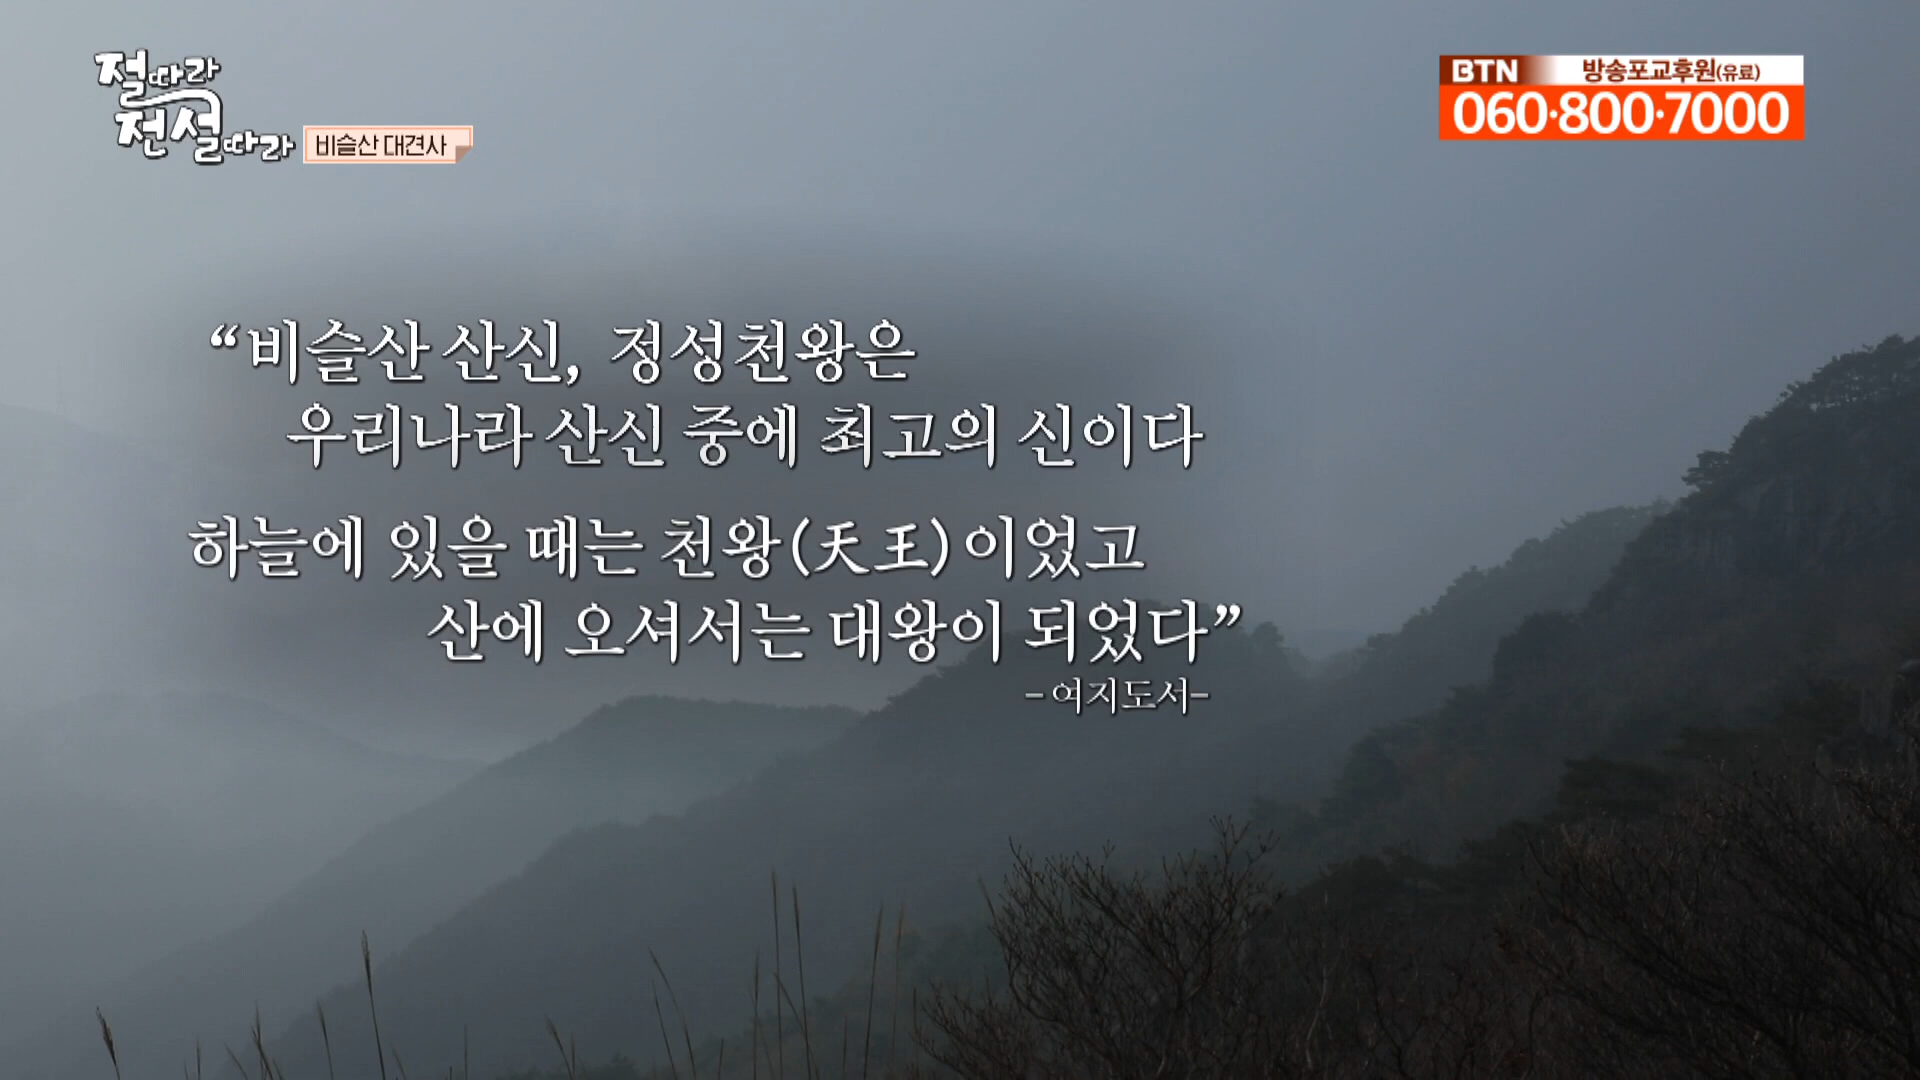 절따라
전설따라
비슬산 대견사
BTN 방송포교후원(유료)
060·800·7000
“비슬산 산신, 정성천왕은
우리나라 산신 중에 최고의 신이다
하늘에 있을 때는 천왕(天王)이었고
산에 오셔서는 대왕이 되었다”
-여지도서-